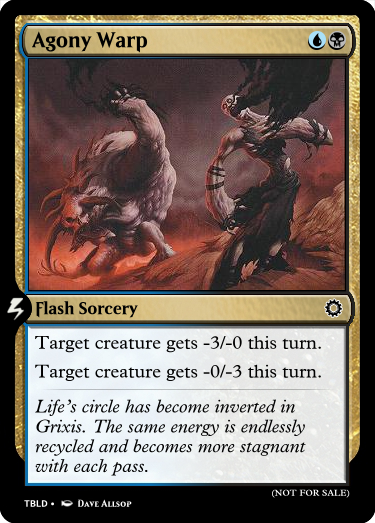 Agony Warp
Flash Sorcery
Target creature gets -3/-0 this turn.
Target creature gets -0/-3 this turn.
Life's circle has become inverted in
Grixis. The same energy is endlessly
recycled and becomes more stagnant
with each pass.
(NOT FOR SALE)
TBLD • Dave Allsop